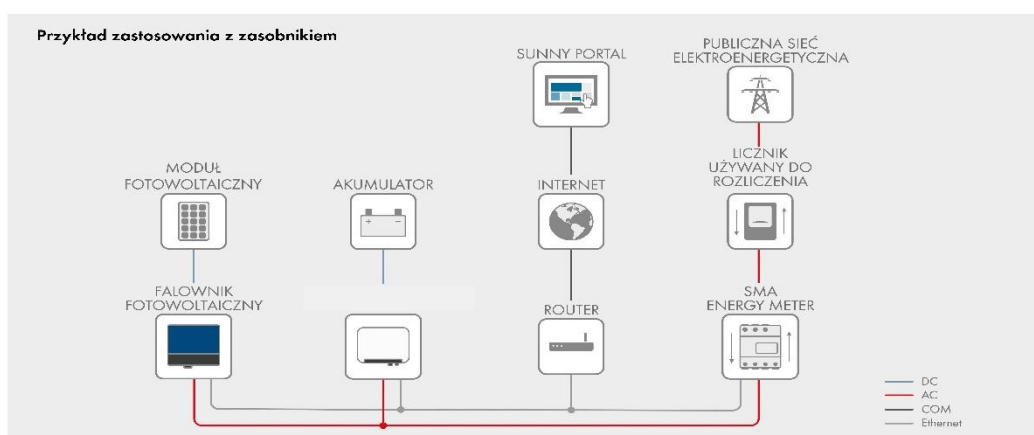 Przykład zastosowania z zasobnikiem
SUNNY PORTAL
PUBLICZNA SIEĆ
ELEKTROENERGETYCZNA
MODUŁ
FOTOWOLTAICZNY
AKUMULATOR
INTERNET
LICZNIK
UŻYWANY DO
ROZLICZENIA
FALOWNIK
FOTOWOLTAICZNY
ROUTER
SMA
ENERGY METER
DC
AC
COM
Ethernet